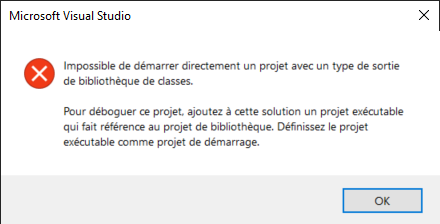 Microsoft Visual Studio
Impossible de démarrer directement un projet avec un type de sortie
de bibliothèque de classes.
Pour déboguer ce projet, ajoutez à cette solution un projet exécutable
qui fait référence au projet de bibliothèque. Définissez le projet
exécutable comme projet de démarrage.
OK